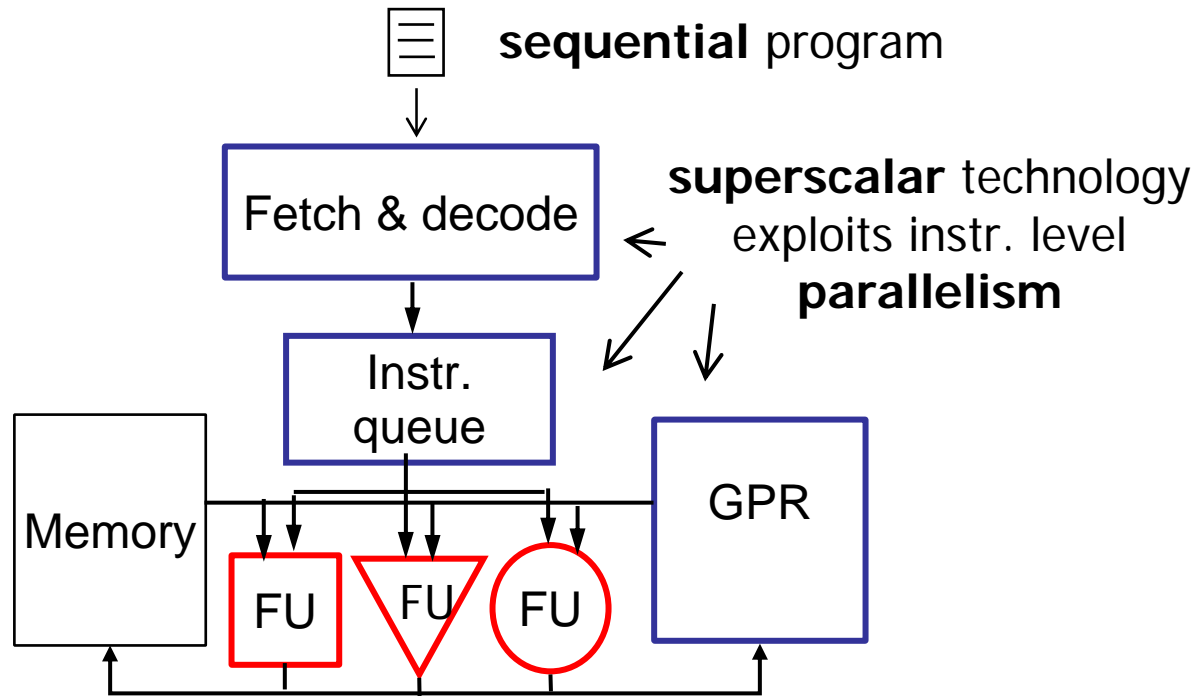 sequential program
Fetch & decode
superscalar technology
exploits instr. level
parallelism
Instr.
queue
Memory
GPR
FU
FU
FU